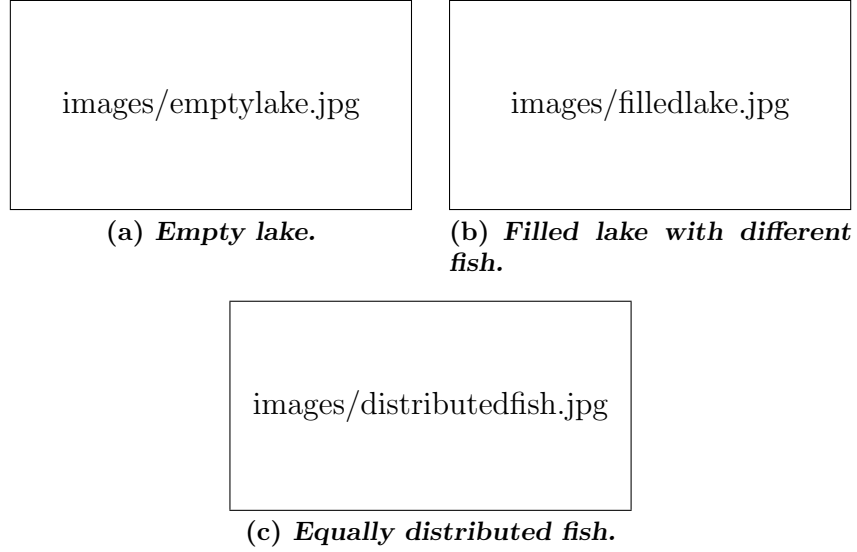 images/emptylake.jpg
images/filledlake.jpg
(a) Empty lake.
(b) Filled lake with different
fish.
images/distributedfish.jpg
(c) Equally distributed fish.